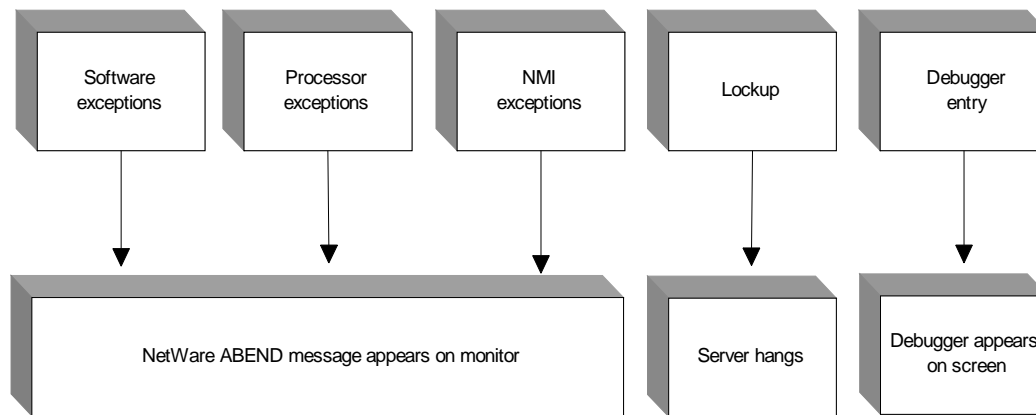 Software
exceptions
Processor
exceptions
NMI
exceptions
Lockup
Debugger
entry
NetWare ABEND message appears on monitor
Server hangs
Debugger appears
on screen